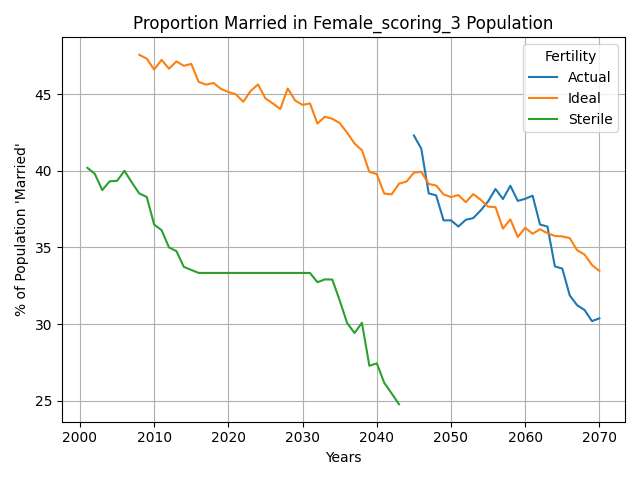 Proportion Married in Female_scoring_3 Population
Fertility
Actual
Ideal
Sterile
% of Population 'Married'
45
40
35
30
25
2000 2010 2020 2030 2040 2050 2060 2070
Years